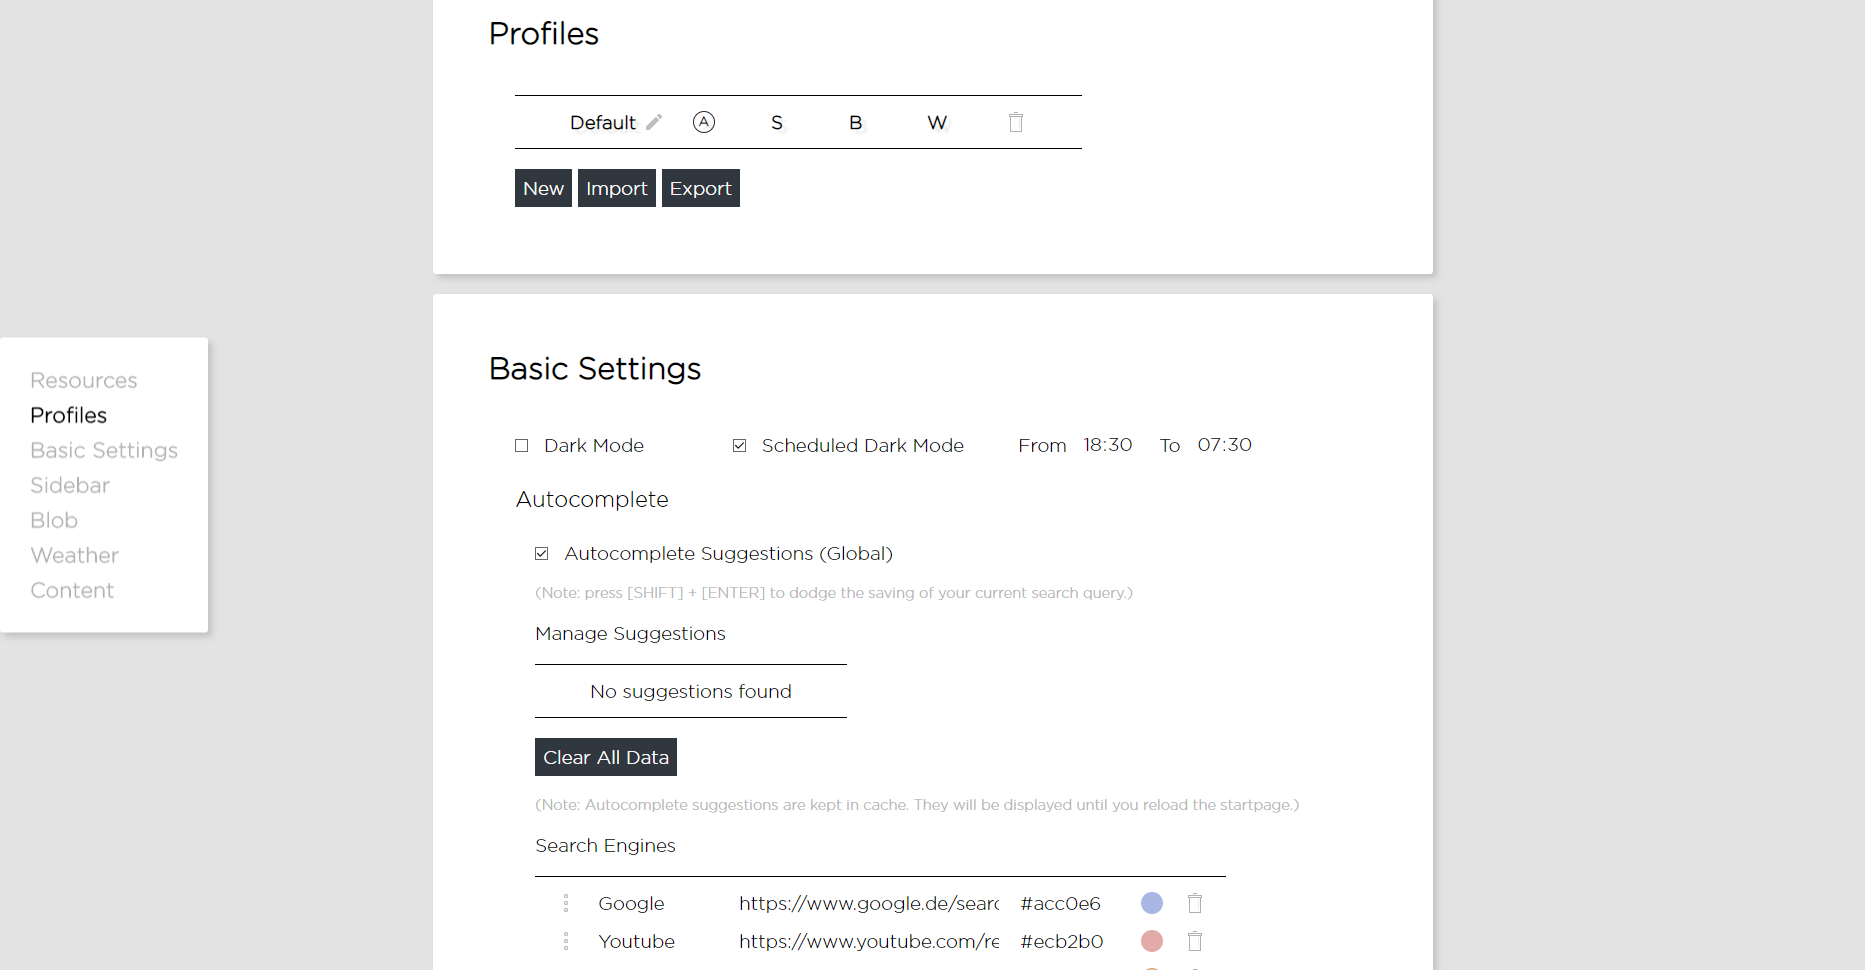 Profiles
Default A S B W
New Import Export
Resources
Profiles
Basic Settings
Sidebar
Blob
Weather
Content
Basic Settings
Dark Mode Scheduled Dark Mode From 18:30 To 07:30
Autocomplete
Autocomplete Suggestions (Global)
(Note: press [SHIFT] + [ENTER] to dodge the saving of your current search query.)
Manage Suggestions
No suggestions found
Clear All Data
(Note: Autocomplete suggestions are kept in cache. They will be displayed until you reload the startpage.)
Search Engines
Google https://www.google.de/searc #acc0e6
Youtube https://www.youtube.com/re #ecb2b0